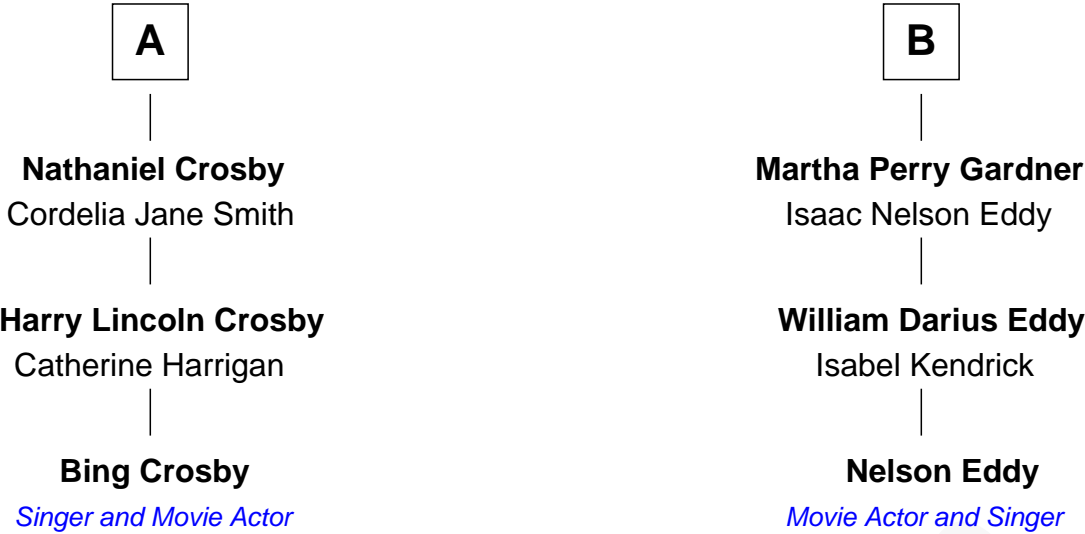 A
Nathaniel Crosby
Cordelia Jane Smith
Harry Lincoln Crosby
Catherine Harrigan
Bing Crosby
Singer and Movie Actor
B
Martha Perry Gardner
Isaac Nelson Eddy
William Darius Eddy
Isabel Kendrick
Nelson Eddy
Movie Actor and Singer